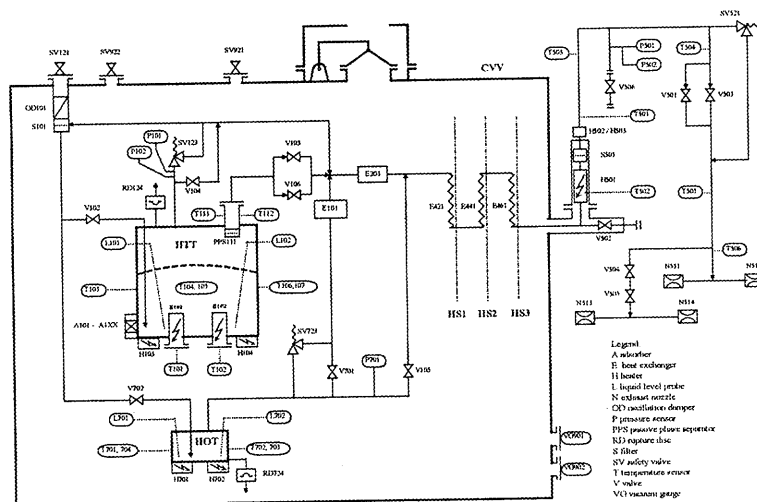 SV121
SV922
SV921
CVV
SV521
T505
P501
P502
T504
V506
V501
V503
OD101
S101
P101
P102
SV123
V105
T501
H502 / H503
S501
RD124
V104
V106
E201
E101
H501
T502
T503
V102
T111
T112
PPS111
E421
E441
E461
V502
L101
HTT
L102
T506
T103
T104, 105
T106, 107
V504
N511
V505
N513
N514
A101 - A1XX
H101
H102
HS1
HS2
HS3
H103
H104
SV721
T101
T102
V701
P701
V103
V702
L701
L702
HOT
T701, 704
T702, 703
H701
H702
RD724
VG901
VG902
Legend
A adsorber
E heat exchanger
H heater
L liquid level probe
N exhaust nozzle
OD oscillation damper
P pressure sensor
PPS passive phase separator
RD rupture disc
S filter
SV safety valve
T temperature sensor
V valve
VG vacuum gauge